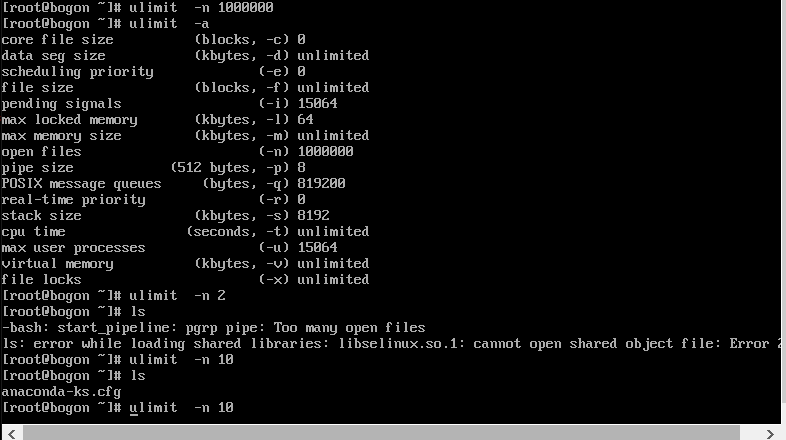 [root@bogon ~]# ulimit  -n 1000000
[root@bogon ~]# ulimit  -a
core file size          (blocks, -c) 0
data seg size           (kbytes, -d) unlimited
scheduling priority             (-e) 0
file size               (blocks, -f) unlimited
pending signals                 (-i) 15064
max locked memory       (kbytes, -l) 64
max memory size         (kbytes, -m) unlimited
open files                      (-n) 1000000
pipe size            (512 bytes, -p) 8
POSIX message queues     (bytes, -q) 819200
real-time priority              (-r) 0
stack size              (kbytes, -s) 8192
cpu time               (seconds, -t) unlimited
max user processes              (-u) 15064
virtual memory          (kbytes, -v) unlimited
file locks                      (-x) unlimited
[root@bogon ~]# ulimit  -n 2
[root@bogon ~]# ls
-bash: start_pipeline: pgrp pipe: Too many open files
ls: error while loading shared libraries: libselinux.so.1: cannot open shared object file: Error 2
[root@bogon ~]# ulimit  -n 10
[root@bogon ~]# ls
anaconda-ks.cfg
[root@bogon ~]# ulimit  -n 10